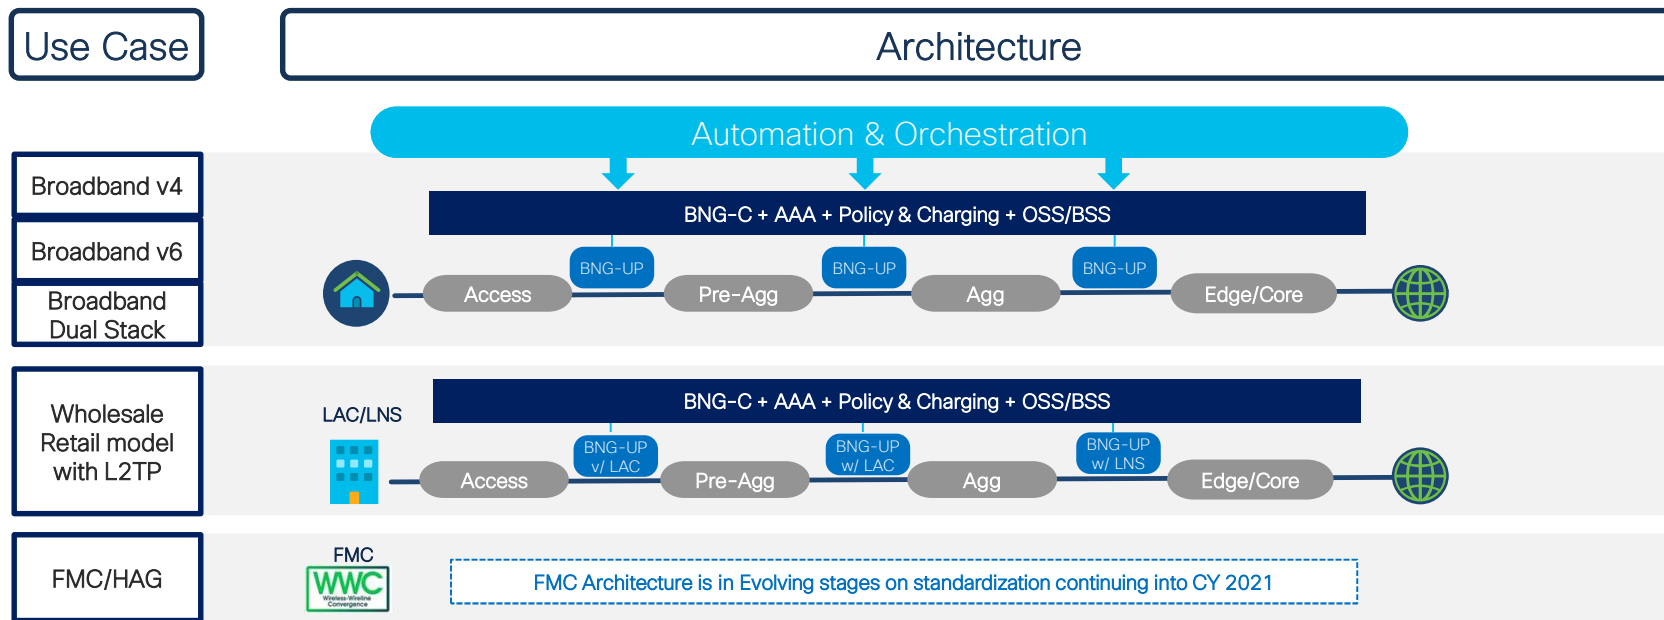 Use Case
Architecture
Automation & Orchestration
Broadband v4
Broadband v6
Broadband
Dual Stack
BNG-C + AAA + Policy & Charging + OSS/BSS
BNG-UP
BNG-UP
BNG-UP
Access
Pre-Agg
Agg
Edge/Core
Wholesale
Retail model
with L2TP
LAC/LNS
BNG-C + AAA + Policy & Charging + OSS/BSS
BNG-UP
v/ LAC
BNG-UP
w/ LAC
BNG-UP
w/ LNS
Access
Pre-Agg
Agg
Edge/Core
FMC/HAG
FMC
WWC
Wireless-Wireline
Convergence
FMC Architecture is in Evolving stages on standardization continuing into CY 2021